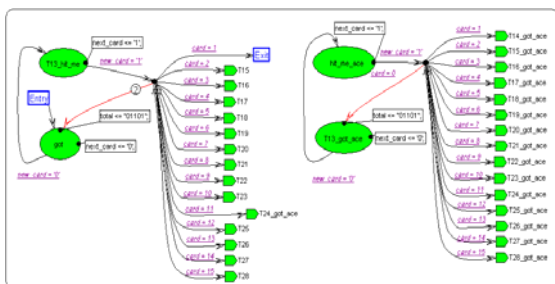 next_card <= '1';
T13_hit_me
new_card = '1'
Entry
2
total <= "01101";
got
next_card <= '0';
new_card = '0'
card = 1
Exit
card = 2
T15
card = 3
T16
card = 4
T17
card = 5
T18
card = 6
T19
card = 7
T20
card = 8
T21
card = 9
T22
card = 10
T23
card = 11
T24_got_ace
card = 12
T25
card = 13
T26
card = 14
T27
card = 15
T28
next_card <= '1';
hit_me_ace
new_card = '1'
card = 0
total <= "01101";
T13_got_ace
next_card <= '0';
new_card = '0'
card = 1
T14_got_ace
card = 2
T15_got_ace
card = 3
T16_got_ace
card = 4
T17_got_ace
card = 5
T18_got_ace
card = 6
T19_got_ace
card = 7
T20_got_ace
card = 8
T21_got_ace
card = 9
T22_got_ace
card = 10
T23_got_ace
card = 11
T24_got_ace
card = 12
T25_got_ace
card = 13
T26_got_ace
card = 14
T27_got_ace
card = 15
T28_got_ace